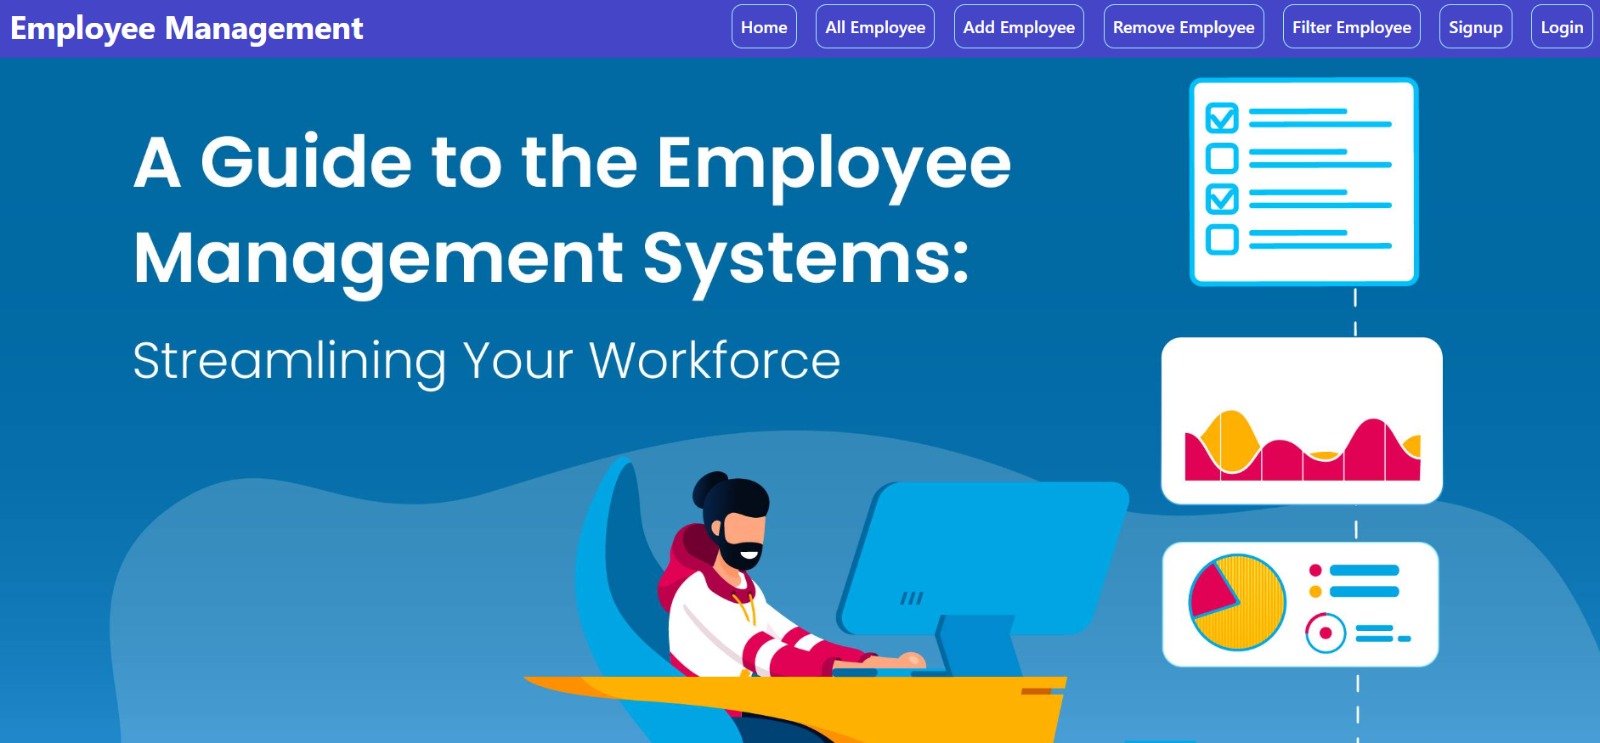 Employee Management
Home
All Employee
Add Employee
Remove Employee
Filter Employee
Signup
Login
A Guide to the Employee
Management Systems:
Streamlining Your Workforce